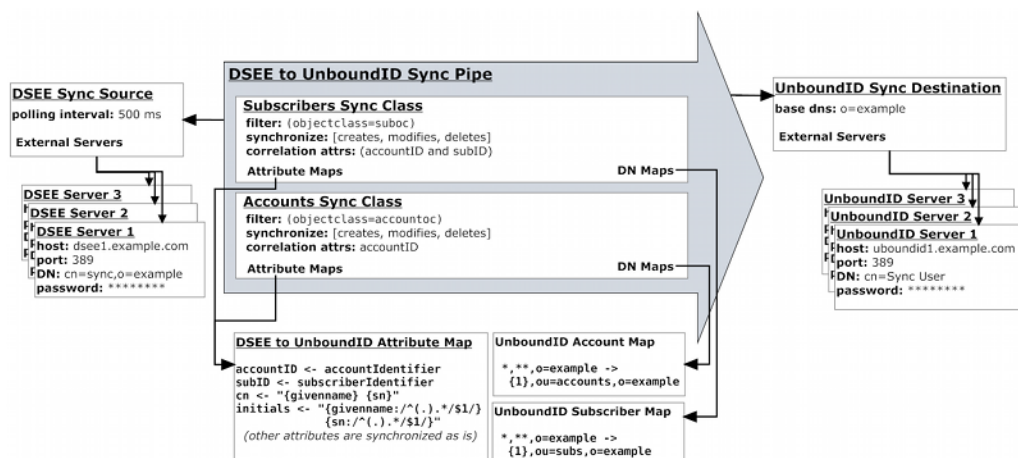 DSEE to UnboundID Sync Pipe
DSEE Sync Source
polling interval: 500 ms
External Servers
DSEE Server 3
DSEE Server 2
DSEE Server 1
host: dsee1.example.com
port: 389
DN: cn=sync,o=example
password: ********
Subscribers Sync Class
filter: (objectclass=suboc)
synchronize: [creates, modifies, deletes]
correlation attrs: (accountID and subID)
Attribute Maps
DN Maps
Accounts Sync Class
filter: (objectclass=accountoc)
synchronize: [creates, modifies, deletes]
correlation attrs: accountID
Attribute Maps
DN Maps
UnboundID Sync Destination
base dns: o=example
External Servers
UnboundID Server 3
UnboundID Server 2
UnboundID Server 1
host: uboundid1.example.com
port: 389
DN: cn=Sync User
password: ********
DSEE to UnboundID Attribute Map
accountID <- accountIdentifier
subID <- subscriberIdentifier
cn <- "{givenname} {sn}"
initials <- "{givenname:/^(.).*/$1/}
{sn:/^(.).*/$1/}"
(other attributes are synchronized as is)
UnboundID Account Map
*,**,o=example ->
{1},ou=accounts,o=example
UnboundID Subscriber Map
*,**,o=example ->
{1},ou=subs,o=example